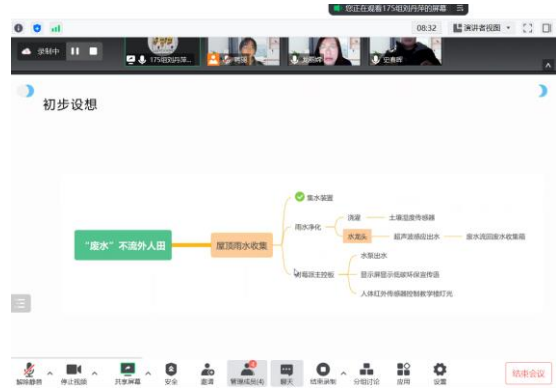 您正在观看175组刘丹萍的屏幕
08:32
演讲者视图
录制中
175组刘丹萍...
初步设想
“废水”不流外人田
屋顶雨水收集
集水装置
雨水净化
浇灌
土壤湿度传感器
水龙头
超声波感应出水
废水流回废水收集箱
水泵出水
显示屏显示低碳环保宣传语
人体红外传感器控制教学楼灯光
解除静音
停止视频
共享屏幕
安全
邀请
管理成员(4)
聊天
结束录制
分组讨论
应用
设置
结束会议